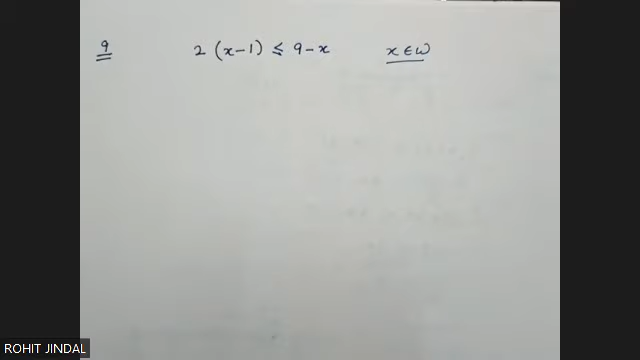 9 2 (x-1) ≤ 9-x x ∈ W
ROHIT JINDAL